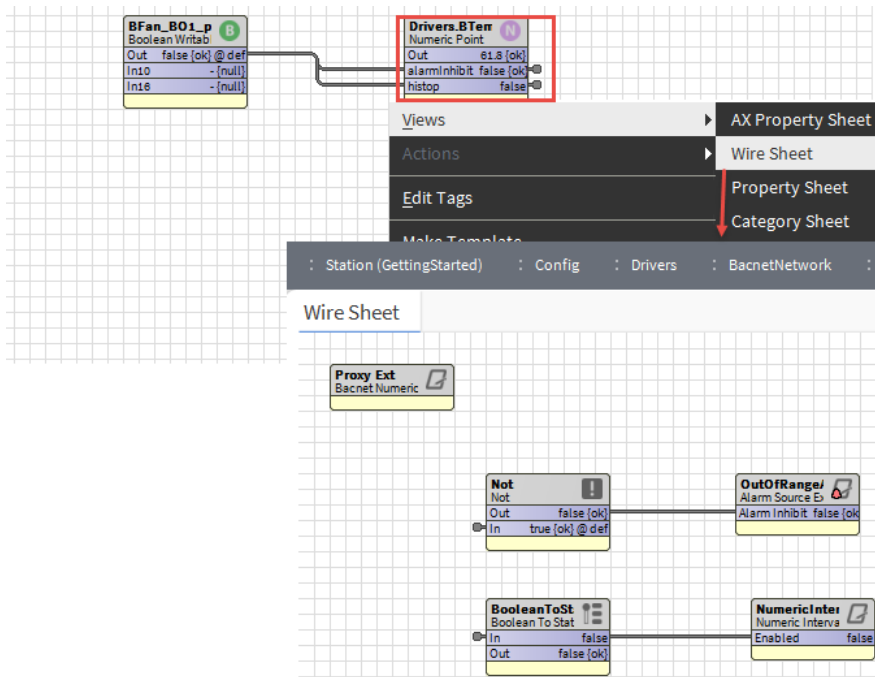 BFan_BO1_p B
Boolean Writabl
Out false {ok} @ def
In10 - {null}
In16 - {null}
Drivers.BTem N
Numeric Point
Out 61.8 {ok}
alarmInhibit false {ok}
histop false
Views AX Property Sheet
Actions Wire Sheet
Edit Tags Property Sheet
Make Template Category Sheet
: Station (GettingStarted) : Config : Drivers : BacnetNetwork :
Wire Sheet
Proxy Ext
Bacnet Numeric
Not
Not
Out false {ok}
In true {ok} @ def
OutOfRangeA
Alarm Source Ex
Alarm Inhibit false {ok
BooleanToSt
Boolean To Stat
In false
Out false {ok}
NumericInter
Numeric Interva
Enabled false